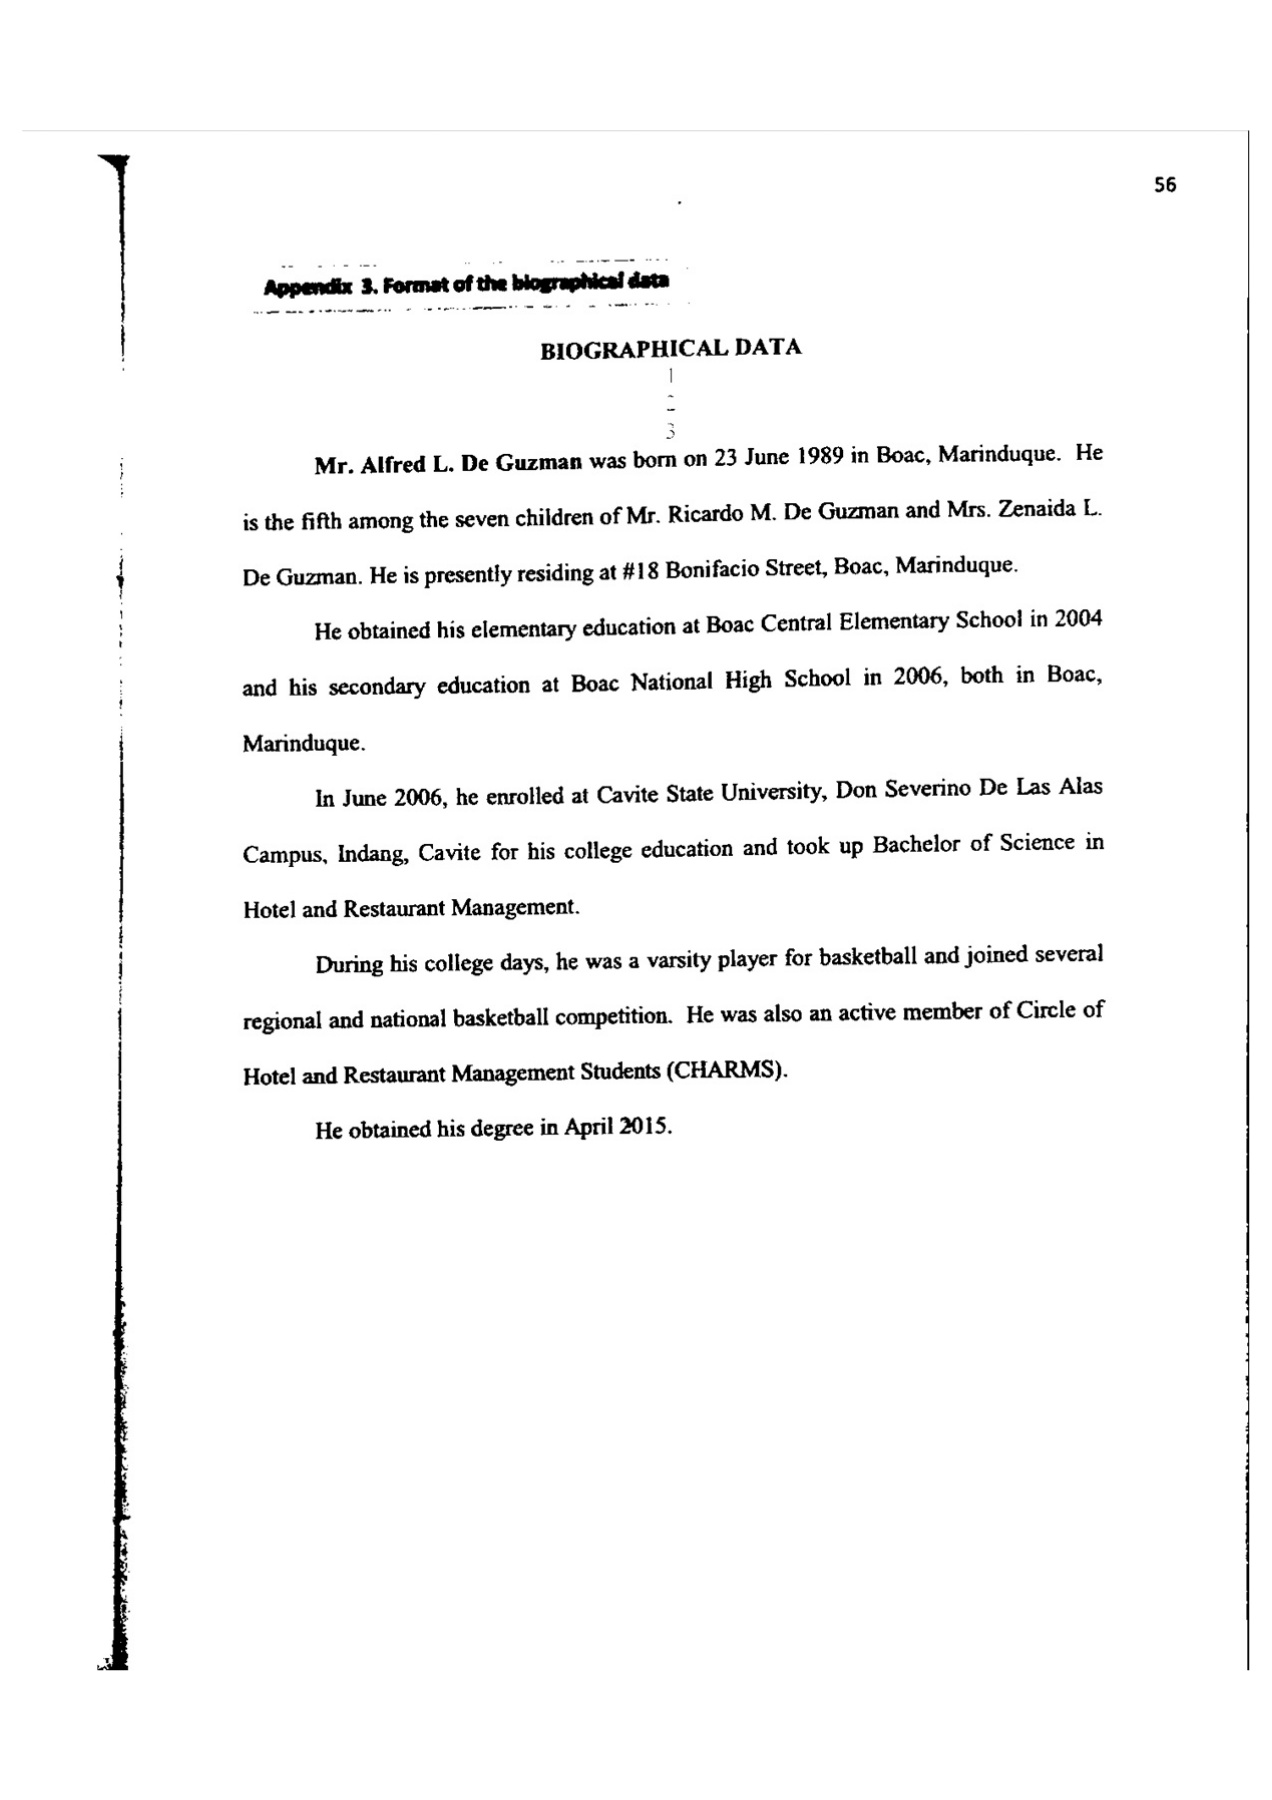 56
Appendix 3. Format of the biographical data
BIOGRAPHICAL DATA
1
2
3
Mr. Alfred L. De Guzman was born on 23 June 1989 in Boac, Marinduque. He
is the fifth among the seven children of Mr. Ricardo M. De Guzman and Mrs. Zenaida L.
De Guzman. He is presently residing at #18 Bonifacio Street, Boac, Marinduque.
He obtained his elementary education at Boac Central Elementary School in 2004
and his secondary education at Boac National High School in 2006, both in Boac,
Marinduque.
In June 2006, he enrolled at Cavite State University, Don Severino De Las Alas
Campus, Indang, Cavite for his college education and took up Bachelor of Science in
Hotel and Restaurant Management.
During his college days, he was a varsity player for basketball and joined several
regional and national basketball competition. He was also an active member of Circle of
Hotel and Restaurant Management Students (CHARMS).
He obtained his degree in April 2015.